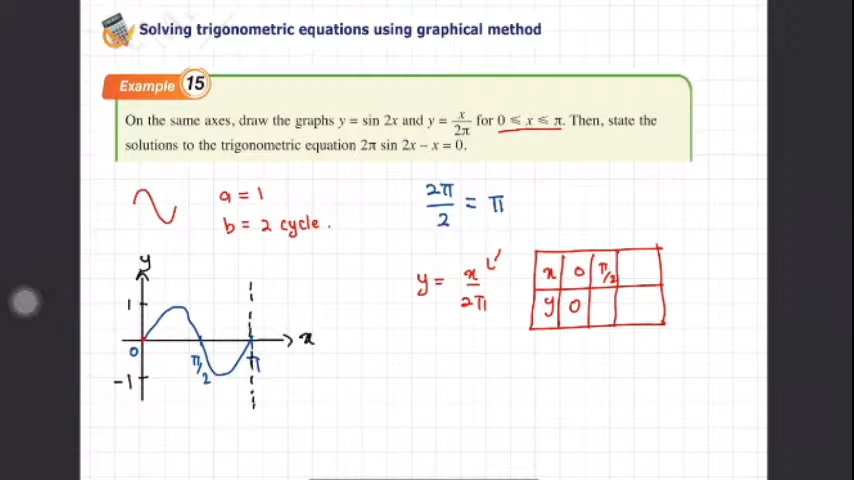 Solving trigonometric equations using graphical method
Example 15
On the same axes, draw the graphs y = sin 2x and y = x/2π for 0 ⩽ x ⩽ π. Then, state the
solutions to the trigonometric equation 2π sin 2x – x = 0.
a = 1
b = 2 cycle.
2π/2 = π
y = x/2π
x 0 π/2
y 0
y
1
0
π/2
π
x
-1